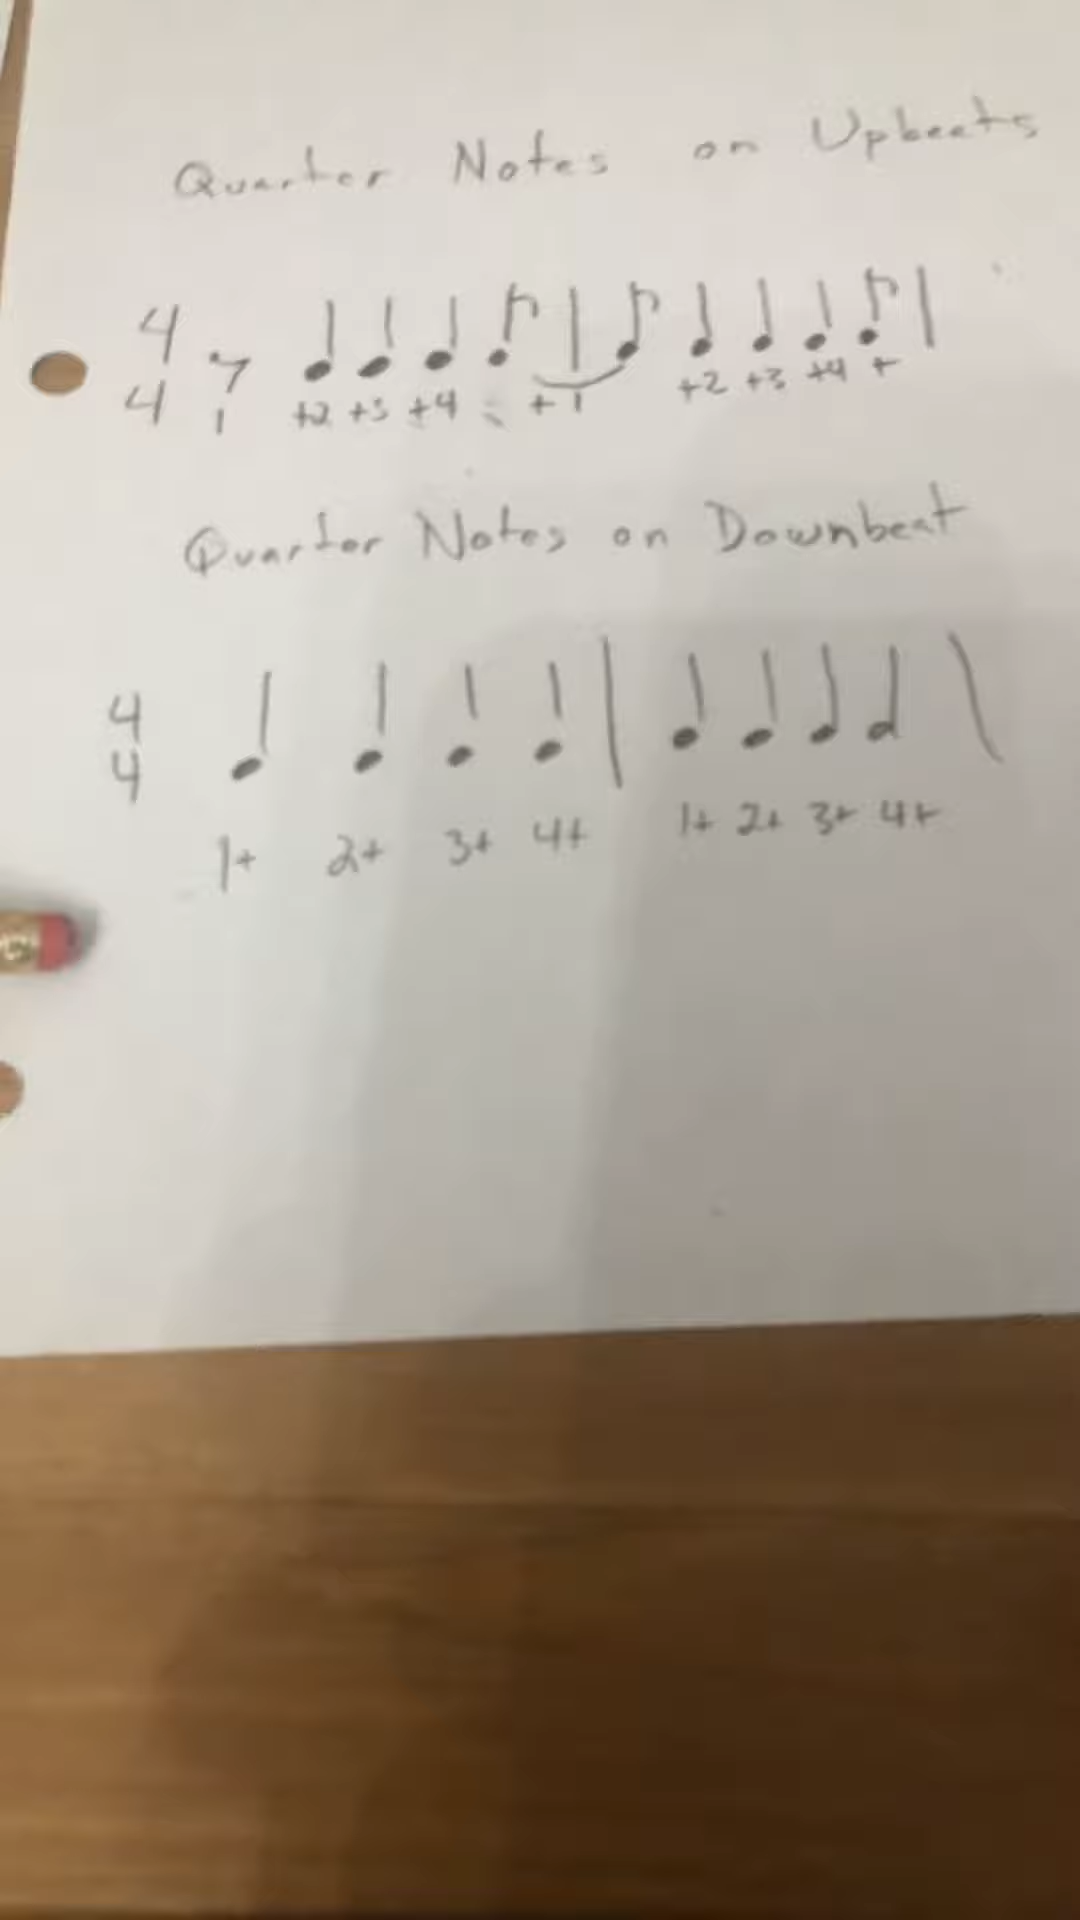 Quarter Notes on Upbeats
4
4 1 +2 +3 +4 +1 +2 +3 +4 +
Quarter Notes on Downbeat
4
4
1+ 2+ 3+ 4+ 1+ 2+ 3+ 4+